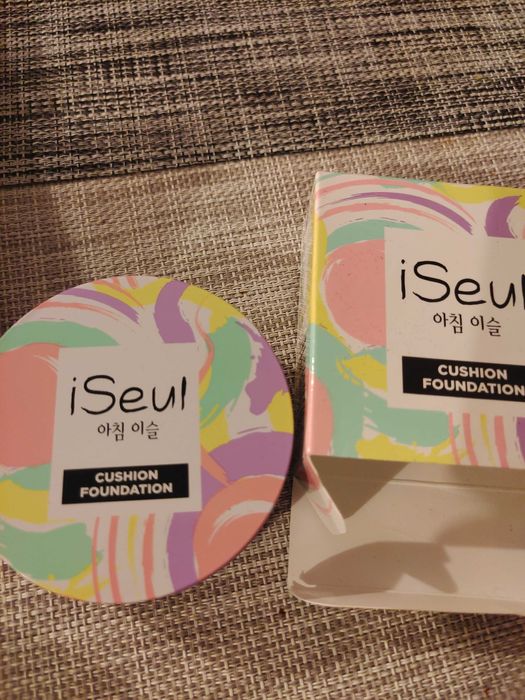 iSeul
아침 이슬
CUSHION
FOUNDATION
iSeul
아침 이슬
CUSHION
FOUNDATION